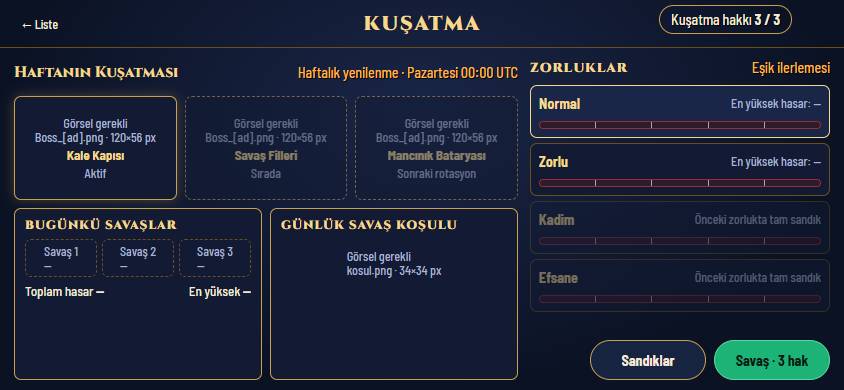 ← Liste
KUŞATMA
Kuşatma hakkı 3 / 3
HAFTANIN KUŞATMASI
Haftalık yenilenme · Pazartesi 00:00 UTC
Görsel gerekli
Boss_[ad].png · 120×56 px
Kale Kapısı
Aktif
Görsel gerekli
Boss_[ad].png · 120×56 px
Savaş Filleri
Sırada
Görsel gerekli
Boss_[ad].png · 120×56 px
Mancınık Bataryası
Sonraki rotasyon
BUGÜNKÜ SAVAŞLAR
Savaş 1
–
Savaş 2
–
Savaş 3
–
Toplam hasar –
En yüksek –
GÜNLÜK SAVAŞ KOŞULU
Görsel gerekli
kosul.png · 34×34 px
ZORLUKLAR
Eşik ilerlemesi
Normal
En yüksek hasar: –
Zorlu
En yüksek hasar: –
Kadim
Önceki zorlukta tam sandık
Efsane
Önceki zorlukta tam sandık
Sandıklar
Savaş · 3 hak